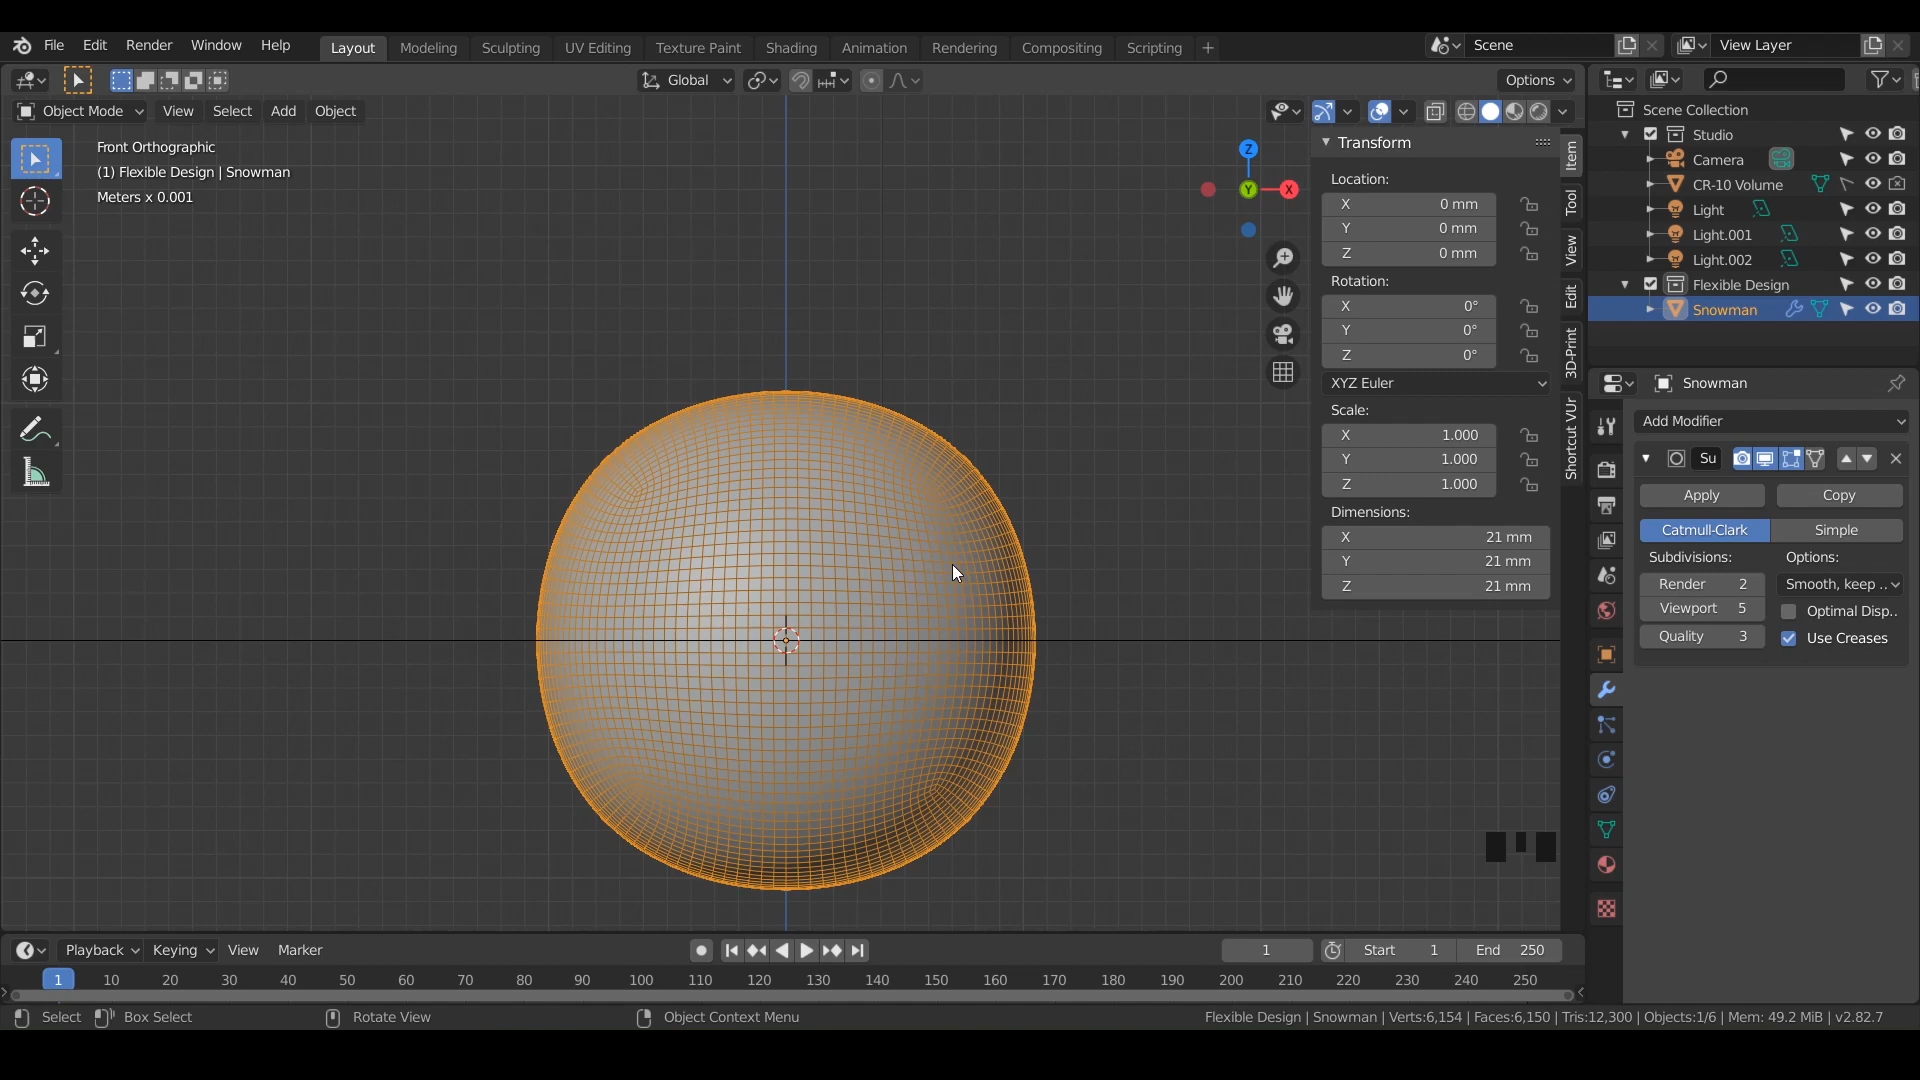 File Edit Render Window Help Layout Modeling Sculpting UV Editing Texture Paint Shading Animation Rendering Compositing Scripting + Scene View Layer
Global Options
Object Mode View Select Add Object
Front Orthographic
(1) Flexible Design | Snowman
Meters x 0.001
Z
Y
X
Transform
Location:
X 0 mm
Y 0 mm
Z 0 mm
Rotation:
X 0°
Y 0°
Z 0°
XYZ Euler
Scale:
X 1.000
Y 1.000
Z 1.000
Dimensions:
X 21 mm
Y 21 mm
Z 21 mm
Item
Tool
View
Edit
3D-Print
Shortcut VUr
Scene Collection
Studio
Camera
CR-10 Volume
Light
Light.001
Light.002
Flexible Design
Snowman
Snowman
Add Modifier
Su
Apply Copy
Catmull-Clark Simple
Subdivisions: Options:
Render 2 Smooth, keep ..
Viewport 5 Optimal Disp..
Quality 3 Use Creases
Playback Keying View Marker 1 Start 1 End 250
1 10 20 30 40 50 60 70 80 90 100 110 120 130 140 150 160 170 180 190 200 210 220 230 240 250
Select Box Select Rotate View Object Context Menu Flexible Design | Snowman | Verts:6,154 | Faces:6,150 | Tris:12,300 | Objects:1/6 | Mem: 49.2 MiB | v2.82.7